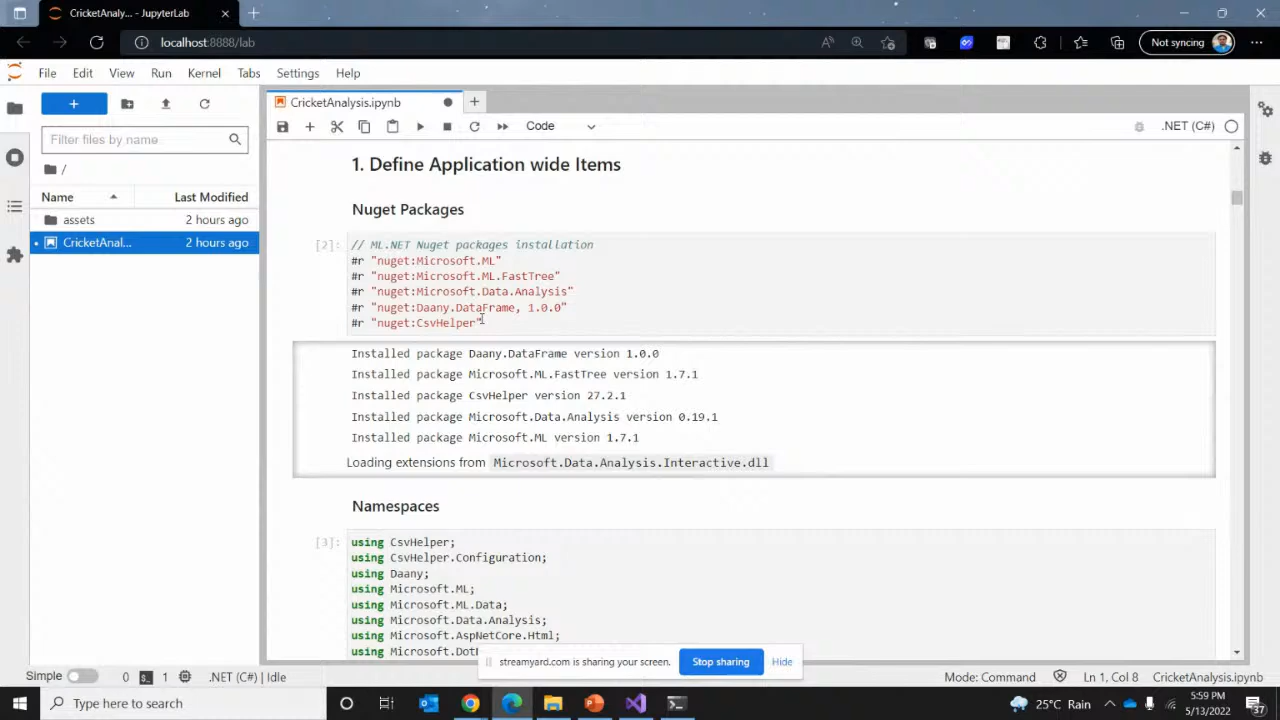 CricketAnaly... - JupyterLab
localhost:8888/lab
Not syncing
File Edit View Run Kernel Tabs Settings Help
CricketAnalysis.ipynb
Filter files by name
Code
.NET (C#)
/
Name Last Modified
assets 2 hours ago
CricketAnal... 2 hours ago
1. Define Application wide Items
Nuget Packages
[2]: // ML.NET Nuget packages installation
#r "nuget:Microsoft.ML"
#r "nuget:Microsoft.ML.FastTree"
#r "nuget:Microsoft.Data.Analysis"
#r "nuget:Daany.DataFrame, 1.0.0"
#r "nuget:CsvHelper"
Installed package Daany.DataFrame version 1.0.0
Installed package Microsoft.ML.FastTree version 1.7.1
Installed package CsvHelper version 27.2.1
Installed package Microsoft.Data.Analysis version 0.19.1
Installed package Microsoft.ML version 1.7.1
Loading extensions from Microsoft.Data.Analysis.Interactive.dll
Namespaces
[3]: using CsvHelper;
using CsvHelper.Configuration;
using Daany;
using Microsoft.ML;
using Microsoft.ML.Data;
using Microsoft.Data.Analysis;
using Microsoft.AspNetCore.Html;
using Microsoft.Dot
streamyard.com is sharing your screen. Stop sharing Hide
Simple 0 1 .NET (C#) | Idle Mode: Command Ln 1, Col 8 CricketAnalysis.ipynb
Type here to search 25°C Rain 5:59 PM
5/13/2022
37